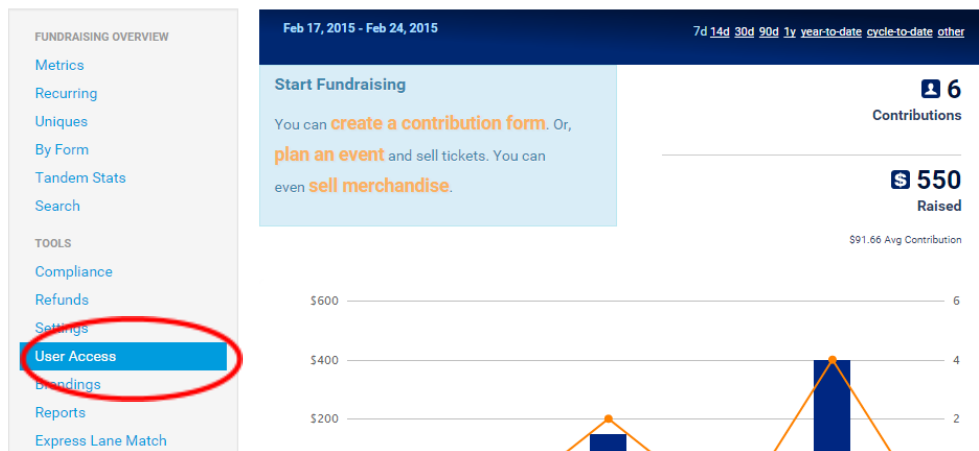 FUNDRAISING OVERVIEW
Metrics
Recurring
Uniques
By Form
Tandem Stats
Search
TOOLS
Compliance
Refunds
Settings
User Access
Brandings
Reports
Express Lane Match
Feb 17, 2015 - Feb 24, 2015
7d 14d 30d 90d 1y year-to-date cycle-to-date other
Start Fundraising
You can create a contribution form. Or,
plan an event and sell tickets. You can
even sell merchandise.
6
Contributions
$ 550
Raised
$91.66 Avg Contribution
$600
6
$400
4
$200
2